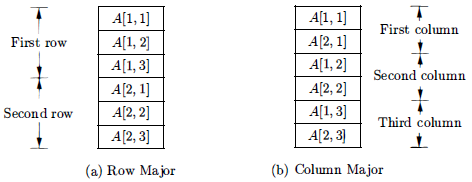 First row
Second row
A[1, 1]
A[1, 2]
A[1, 3]
A[2, 1]
A[2, 2]
A[2, 3]
(a) Row Major
A[1, 1]
A[2, 1]
A[1, 2]
A[2, 2]
A[1, 3]
A[2, 3]
First column
Second column
Third column
(b) Column Major